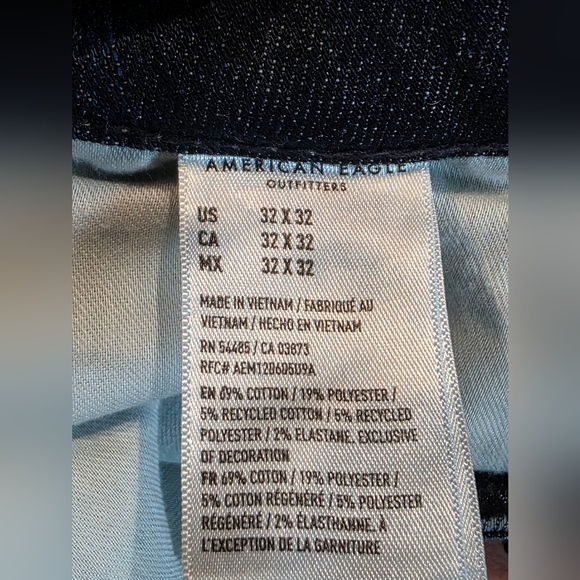 AMERICAN EAGLE
OUTFITTERS
US 32 X 32
CA 32 X 32
MX 32 X 32
MADE IN VIETNAM / FABRIQUÉ AU
VIETNAM / HECHO EN VIETNAM
RN 54485 / CA 03873
RFC# AEM120605U9A
EN 69% COTTON / 19% POLYESTER /
5% RECYCLED COTTON / 5% RECYCLED
POLYESTER / 2% ELASTANE, EXCLUSIVE
OF DECORATION
FR 69% COTON / 19% POLYESTER /
5% COTON RÉGÉNÉRÉ / 5% POLYESTER
RÉGÉNÉRÉ / 2% ÉLASTHANNE, À
L'EXCEPTION DE LA GARNITURE